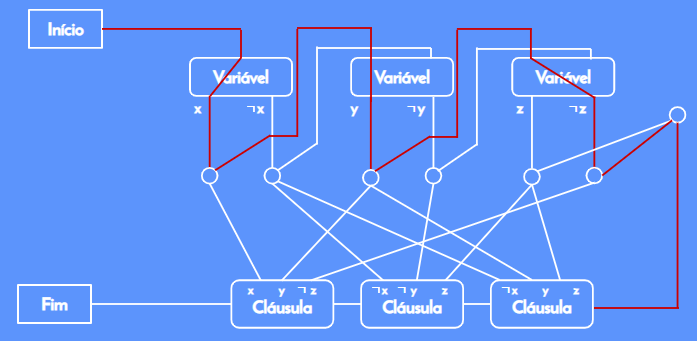 Início
Variável Variável Variável
x ¬x y ¬y z ¬z
x y ¬z ¬x ¬y z ¬x y z
Fim Cláusula Cláusula Cláusula